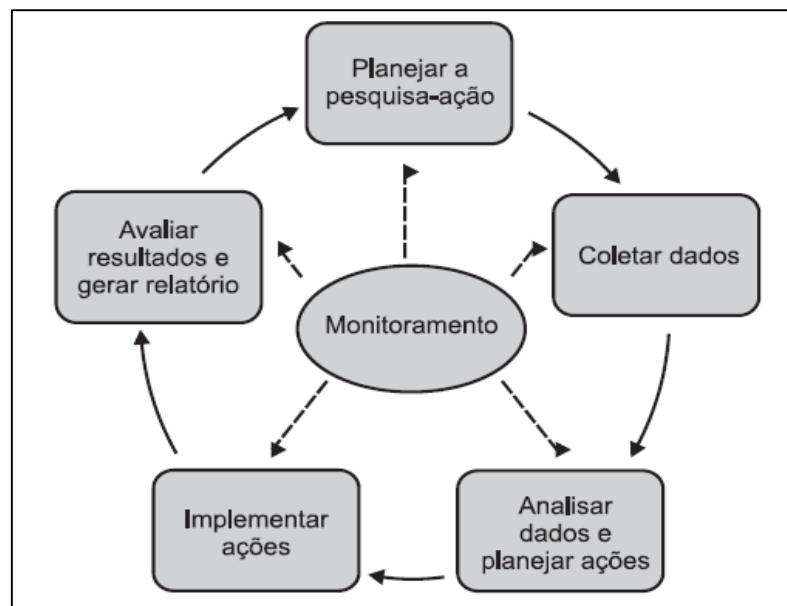 Planejar a
pesquisa-ação
Coletar dados
Analisar
dados e
planejar ações
Implementar
ações
Avaliar
resultados e
gerar relatório
Monitoramento